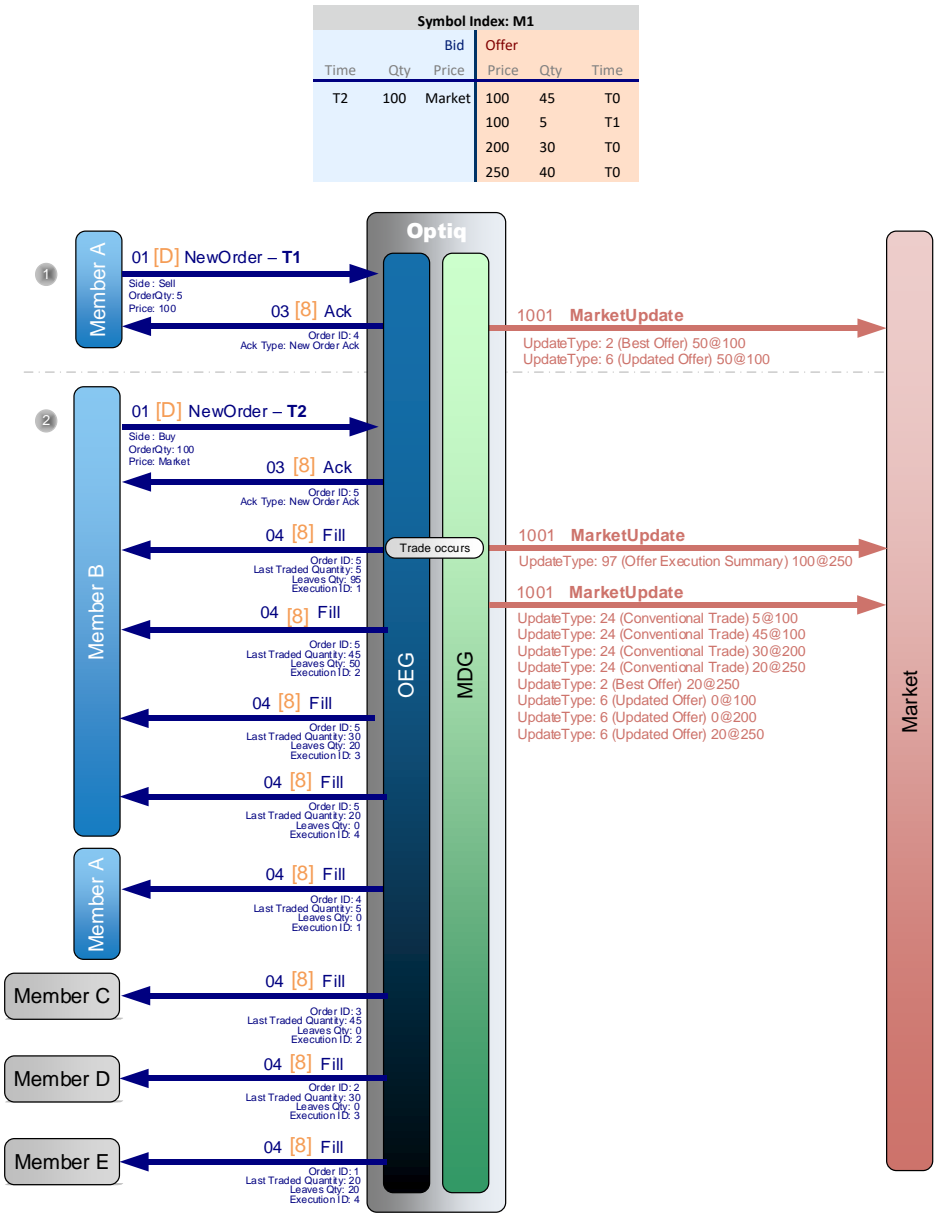 Symbol Index: M1
Bid Offer
Time Qty Price Price Qty Time
T2 100 Market 100 45 T0
100 5 T1
200 30 T0
250 40 T0
Optiq
1
Member A
01 [D] NewOrder – T1
Side : Sell
OrderQty: 5
Price: 100
03 [8] Ack
Order ID: 4
Ack Type: New Order Ack
1001 MarketUpdate
UpdateType: 2 (Best Offer) 50@100
UpdateType: 6 (Updated Offer) 50@100
2
Member B
01 [D] NewOrder – T2
Side : Buy
OrderQty: 100
Price: Market
03 [8] Ack
Order ID: 5
Ack Type: New Order Ack
04 [8] Fill
Order ID: 5
Last Traded Quantity: 5
Leaves Qty: 95
Execution ID: 1
Trade occurs
1001 MarketUpdate
UpdateType: 97 (Offer Execution Summary) 100@250
1001 MarketUpdate
UpdateType: 24 (Conventional Trade) 5@100
UpdateType: 24 (Conventional Trade) 45@100
UpdateType: 24 (Conventional Trade) 30@200
UpdateType: 24 (Conventional Trade) 20@250
UpdateType: 2 (Best Offer) 20@250
UpdateType: 6 (Updated Offer) 0@100
UpdateType: 6 (Updated Offer) 0@200
UpdateType: 6 (Updated Offer) 20@250
04 [8] Fill
Order ID: 5
Last Traded Quantity: 45
Leaves Qty: 50
Execution ID: 2
OEG
MDG
Market
04 [8] Fill
Order ID: 5
Last Traded Quantity: 30
Leaves Qty: 20
Execution ID: 3
04 [8] Fill
Order ID: 5
Last Traded Quantity: 20
Leaves Qty: 0
Execution ID: 4
Member A
04 [8] Fill
Order ID: 4
Last Traded Quantity: 5
Leaves Qty: 0
Execution ID: 1
Member C
04 [8] Fill
Order ID: 3
Last Traded Quantity: 45
Leaves Qty: 0
Execution ID: 2
Member D
04 [8] Fill
Order ID: 2
Last Traded Quantity: 30
Leaves Qty: 0
Execution ID: 3
Member E
04 [8] Fill
Order ID: 1
Last Traded Quantity: 20
Leaves Qty: 20
Execution ID: 4